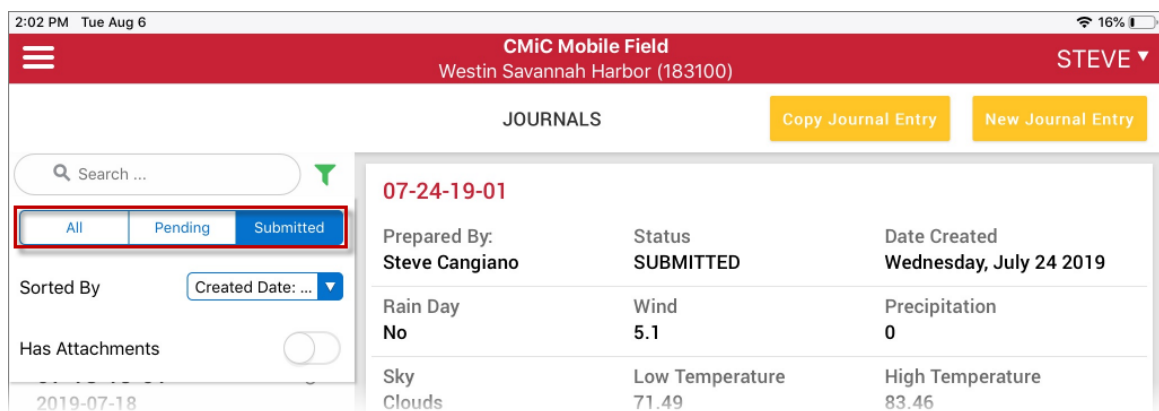 2:02 PM Tue Aug 6
16%
CMiC Mobile Field
Westin Savannah Harbor (183100)
STEVE
JOURNALS
Copy Journal Entry
New Journal Entry
Search ...
All Pending Submitted
Sorted By Created Date: ...
Has Attachments
2019-07-18
07-24-19-01
Prepared By: Status Date Created
Steve Cangiano SUBMITTED Wednesday, July 24 2019
Rain Day Wind Precipitation
No 5.1 0
Sky Low Temperature High Temperature
Clouds 71.49 83.46